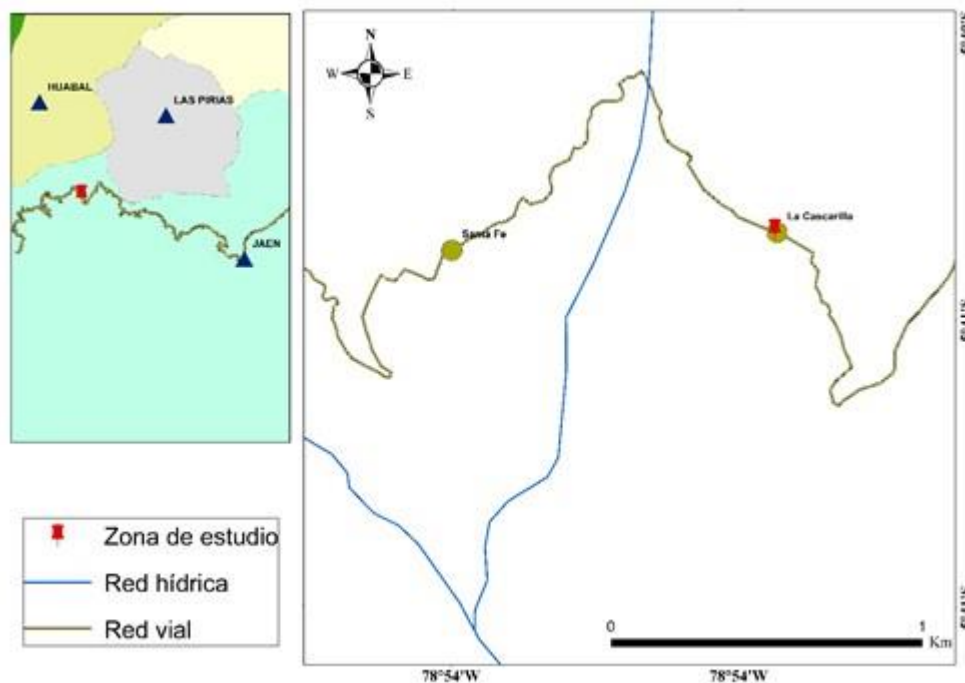 HUABAL
LAS PIRIAS
JAEN
N
W
E
S
Santa Fe
La Cascarilla
0
1
Km
78°54'W
78°54'W
Zona de estudio
Red hídrica
Red vial